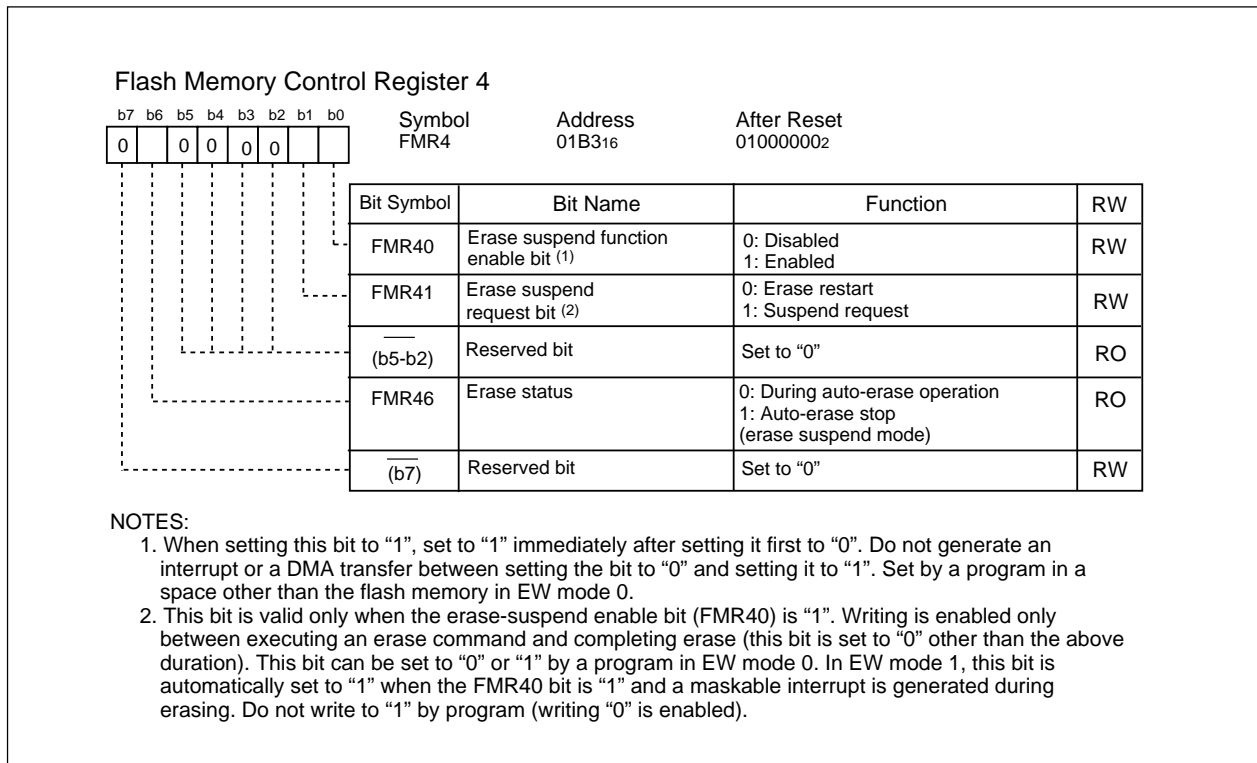 Flash Memory Control Register 4
b7 b6 b5 b4 b3 b2 b1 b0
Symbol Address After Reset
FMR4 01B316 010000002
0 0 0 0 0
Bit Symbol Bit Name Function RW
FMR40 Erase suspend function enable bit (1) 0: Disabled RW
1: Enabled
FMR41 Erase suspend request bit (2) 0: Erase restart RW
1: Suspend request
(b5-b2) Reserved bit Set to “0” RO
FMR46 Erase status 0: During auto-erase operation RO
1: Auto-erase stop
(erase suspend mode)
(b7) Reserved bit Set to “0” RW
NOTES:
1. When setting this bit to “1”, set to “1” immediately after setting it first to “0”. Do not generate an
interrupt or a DMA transfer between setting the bit to “0” and setting it to “1”. Set by a program in a
space other than the flash memory in EW mode 0.
2. This bit is valid only when the erase-suspend enable bit (FMR40) is “1”. Writing is enabled only
between executing an erase command and completing erase (this bit is set to “0” other than the above
duration). This bit can be set to “0” or “1” by a program in EW mode 0. In EW mode 1, this bit is
automatically set to “1” when the FMR40 bit is “1” and a maskable interrupt is generated during
erasing. Do not write to “1” by program (writing “0” is enabled).